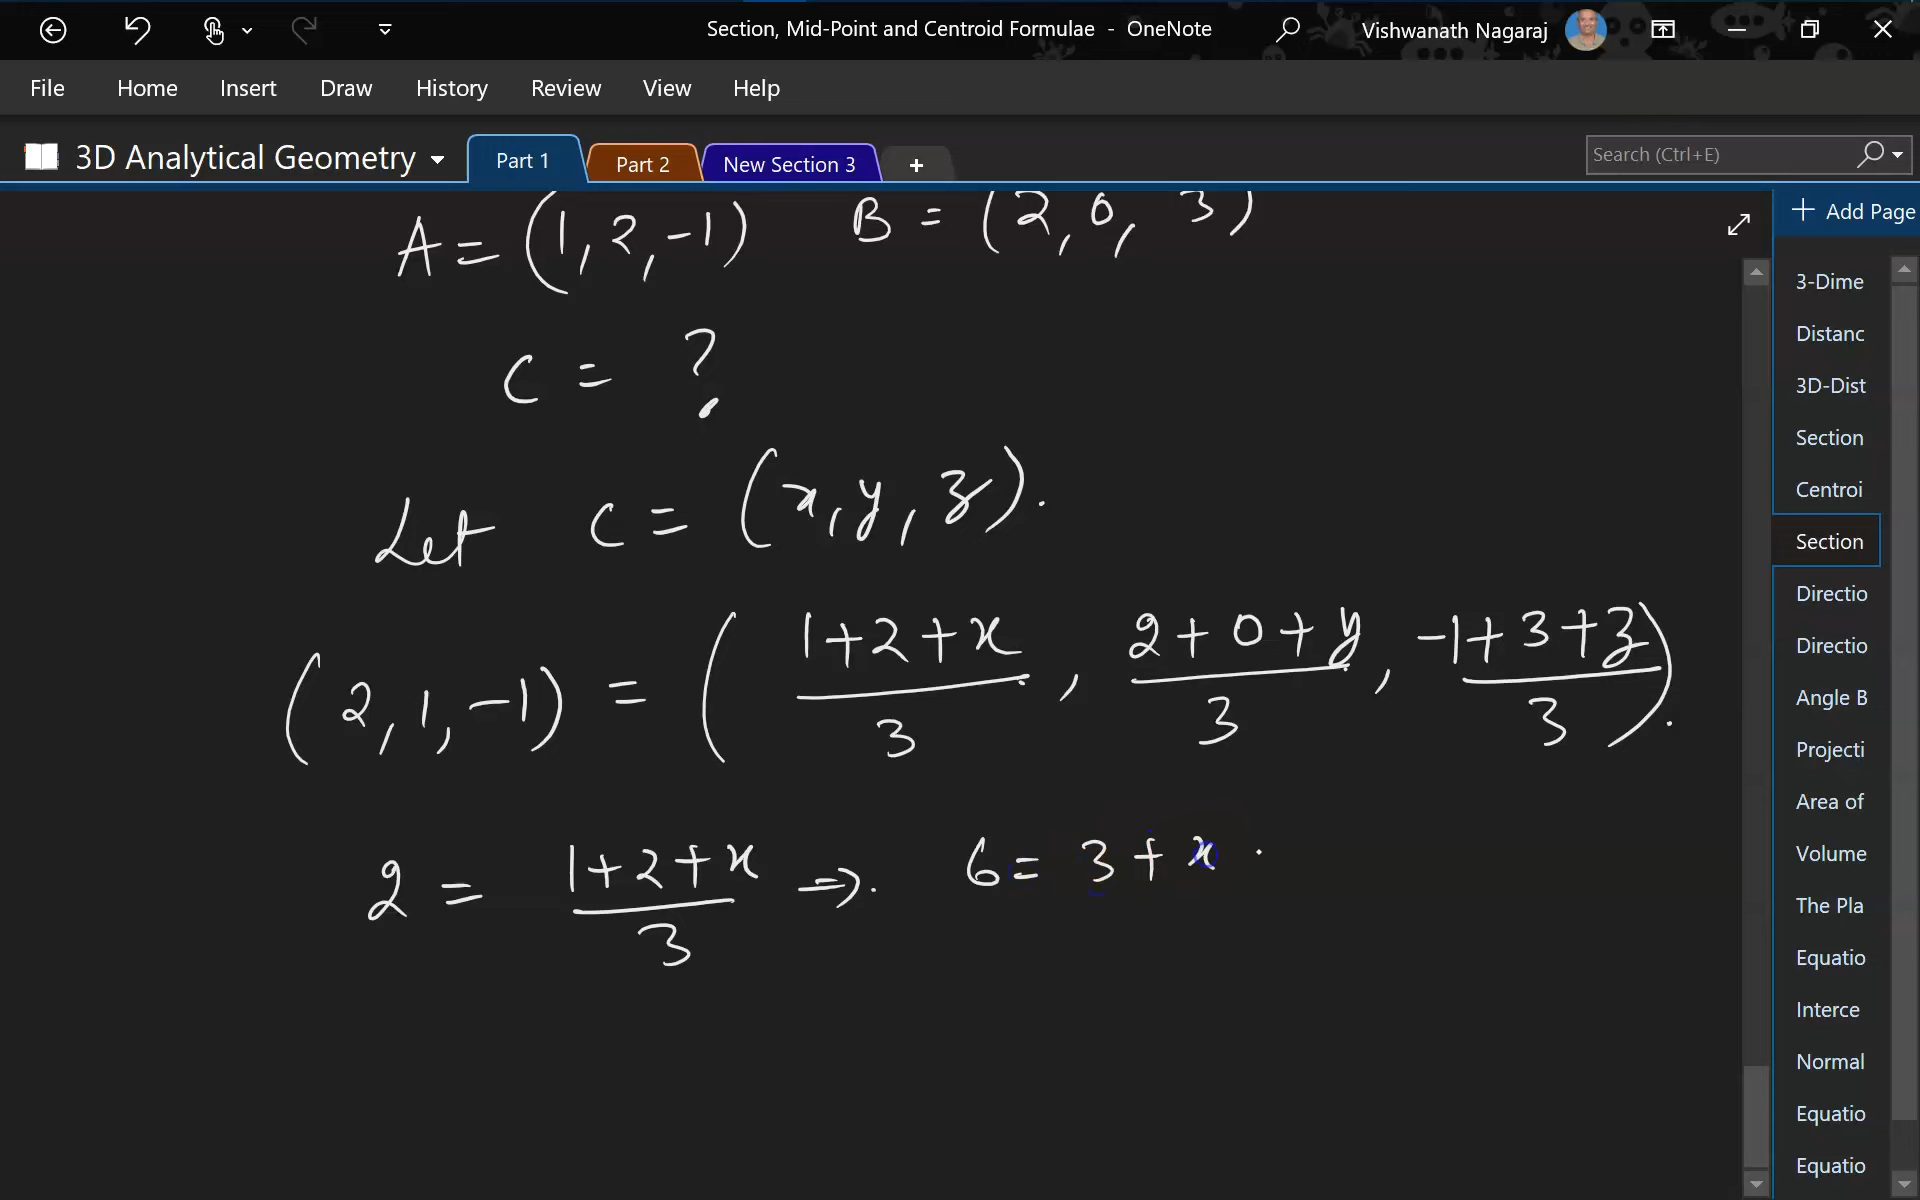 Section, Mid-Point and Centroid Formulae - OneNote
Vishwanath Nagaraj
File Home Insert Draw History Review View Help
3D Analytical Geometry
Part 1
Part 2
New Section 3
+
Search (Ctrl+E)
A = (1, 2, -1) B = (2, 0, 3)
C = ?
Let C = (x, y, z).
(2, 1, -1) = ( (1+2+x)/3 , (2+0+y)/3 , (-1+3+z)/3 ).
2 = (1+2+x)/3 ⇒. 6 = 3 + x .
+ Add Page
3-Dime
Distanc
3D-Dist
Section
Centroi
Section
Directio
Directio
Angle B
Projecti
Area of
Volume
The Pla
Equatio
Interce
Normal
Equatio
Equatio